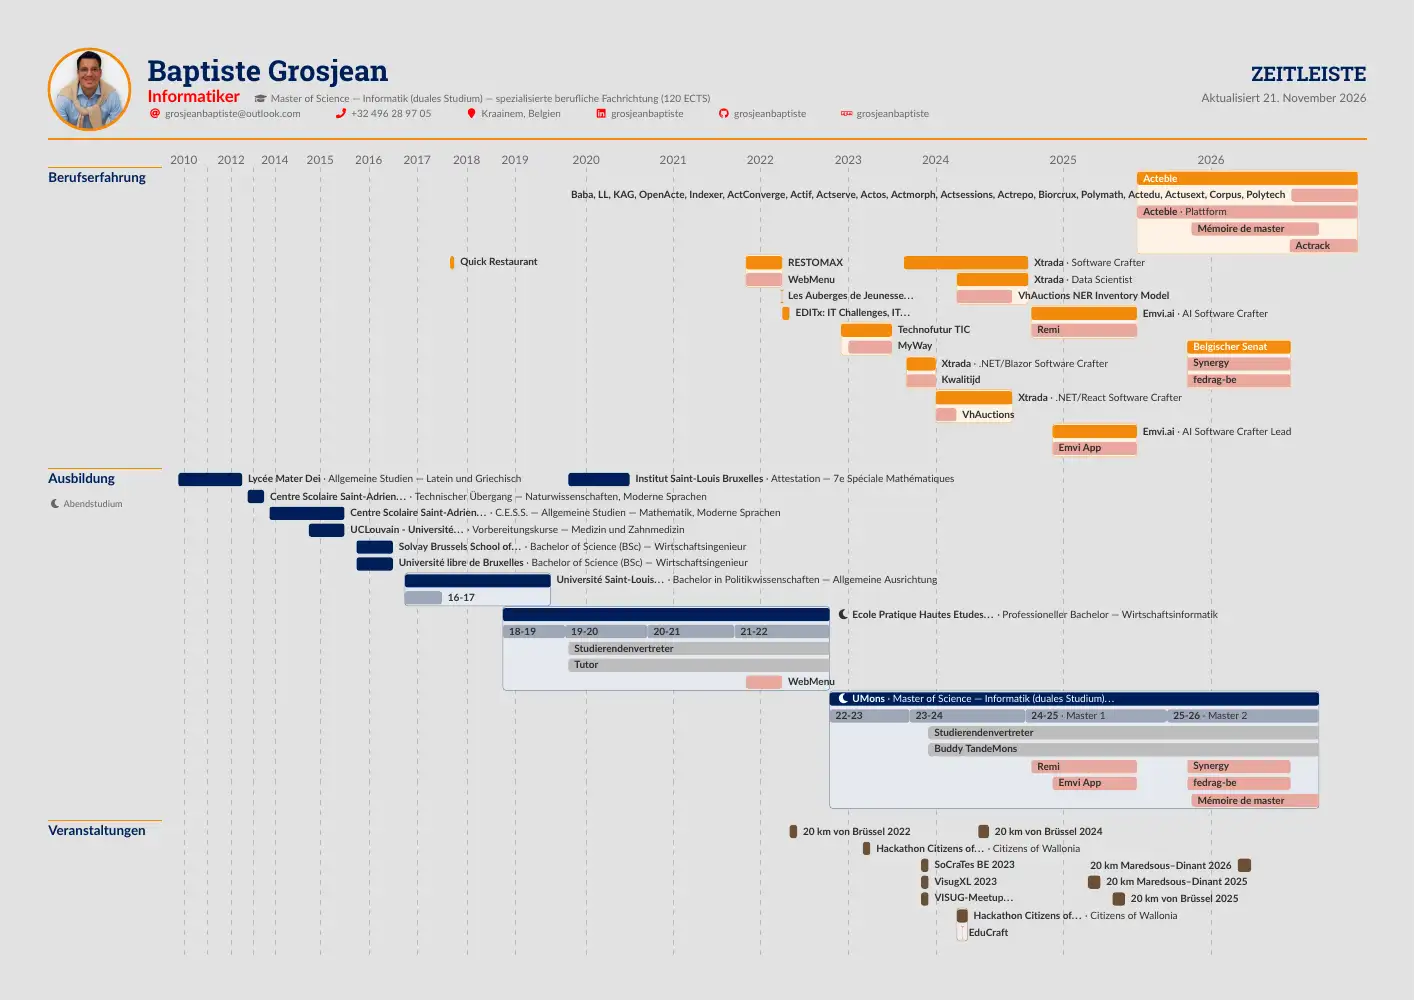 Baptiste Grosjean
ZEITLEISTE
Informatiker Master of Science — Informatik (duales Studium) — spezialisierte berufliche Fachrichtung (120 ECTS)
Aktualisiert 21. November 2026
grosjeanbaptiste@outlook.com +32 496 28 97 05 Kraainem, Belgien grosjeanbaptiste grosjeanbaptiste grosjeanbaptiste
2010 2012 2014 2015 2016 2017 2018 2019 2020 2021 2022 2023 2024 2025 2026
Berufserfahrung
Acteble
Baba, LL, KAG, OpenActe, Indexer, ActConverge, Actif, Actserve, Actos, Actmorph, Actsessions, Actrepo, Biorcrux, Polymath, Actedu, Actusext, Corpus, Polytech
Acteble · Plattform
Mémoire de master
Actrack
Quick Restaurant RESTOMAX Xtrada · Software Crafter
WebMenu Xtrada · Data Scientist
Les Auberges de Jeunesse… VhAuctions NER Inventory Model
EDITx: IT Challenges, IT… Emvi.ai · AI Software Crafter
Technofutur TIC Remi
MyWay Belgischer Senat
Xtrada · .NET/Blazor Software Crafter Synergy
Kwalitijd fedrag-be
Xtrada · .NET/React Software Crafter
VhAuctions
Emvi.ai · AI Software Crafter Lead
Emvi App
Ausbildung
Lycée Mater Dei · Allgemeine Studien — Latein und Griechisch Institut Saint-Louis Bruxelles · Attestation — 7e Spéciale Mathématiques
Centre Scolaire Saint-Adrien… · Technischer Übergang — Naturwissenschaften, Moderne Sprachen
Abendstudium
Centre Scolaire Saint-Adrien… · C.E.S.S. — Allgemeine Studien — Mathematik, Moderne Sprachen
UCLouvain - Université… · Vorbereitungskurse — Medizin und Zahnmedizin
Solvay Brussels School of… · Bachelor of Science (BSc) — Wirtschaftsingenieur
Université libre de Bruxelles · Bachelor of Science (BSc) — Wirtschaftsingenieur
Université Saint-Louis… · Bachelor in Politikwissenschaften — Allgemeine Ausrichtung
16-17
Ecole Pratique Hautes Etudes… · Professioneller Bachelor — Wirtschaftsinformatik
18-19 19-20 20-21 21-22
Studierendenvertreter
Tutor
WebMenu
UMons · Master of Science — Informatik (duales Studium)…
22-23 23-24 24-25 · Master 1 25-26 · Master 2
Studierendenvertreter
Buddy TandeMons
Remi Synergy
Emvi App fedrag-be
Mémoire de master
Veranstaltungen
20 km von Brüssel 2022 20 km von Brüssel 2024
Hackathon Citizens of… · Citizens of Wallonia
SoCraTes BE 2023 20 km Maredsous–Dinant 2026
VisugXL 2023 20 km Maredsous–Dinant 2025
VISUG-Meetup… 20 km von Brüssel 2025
Hackathon Citizens of… · Citizens of Wallonia
EduCraft